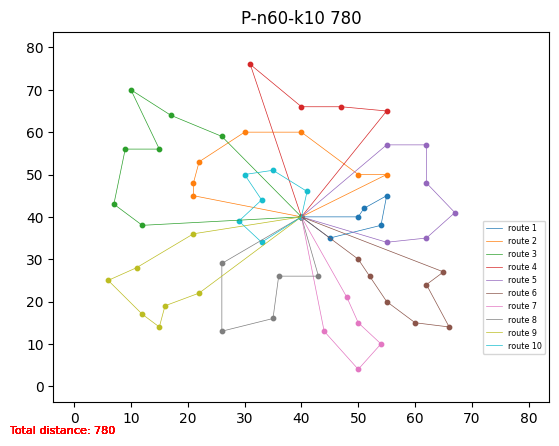 P-n60-k10 780
80
70
60
50
40
30
20
10
0
route 1
route 2
route 3
route 4
route 5
route 6
route 7
route 8
route 9
route 10
0 10 20 30 40 50 60 70 80
Total distance: 780